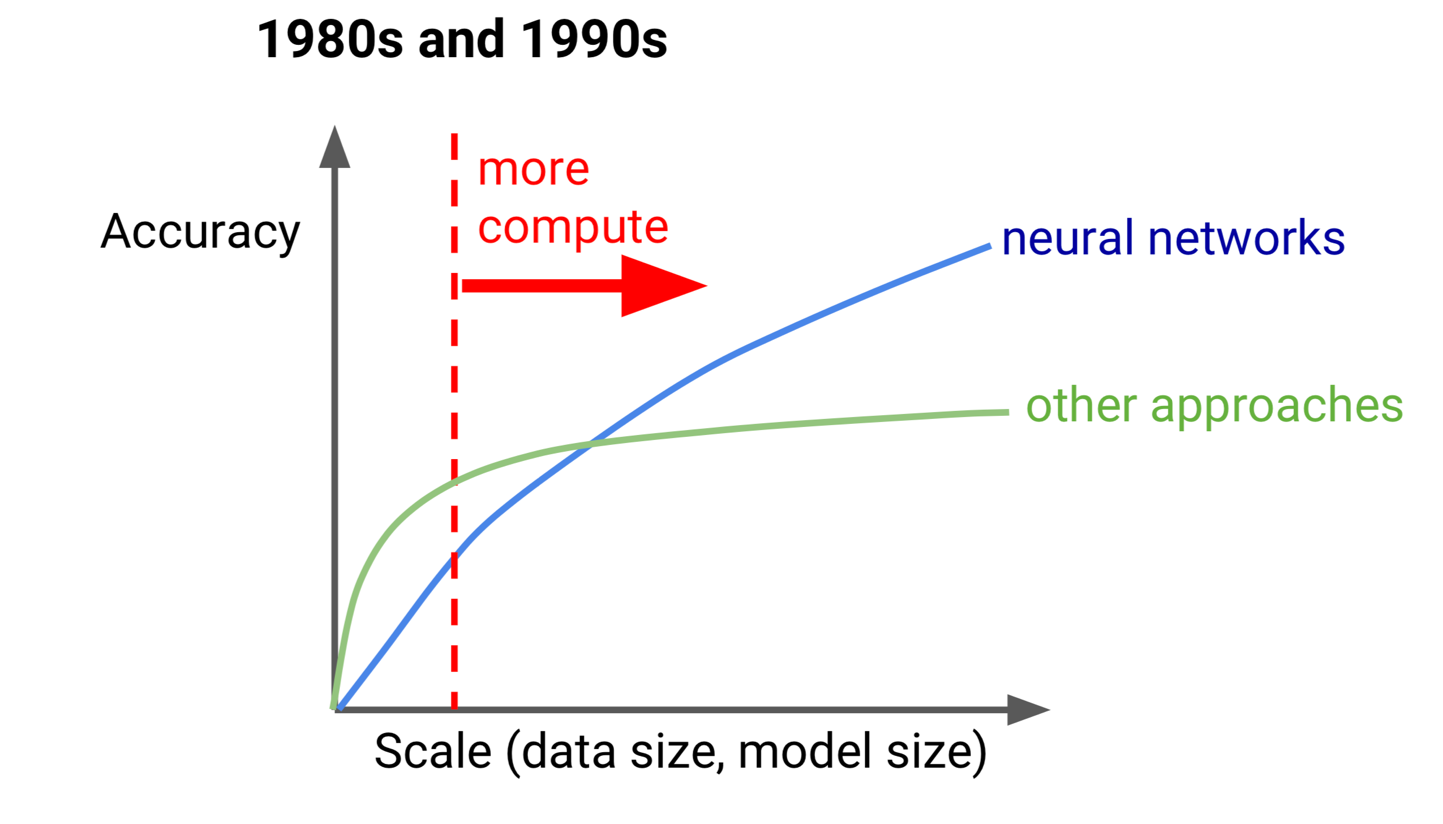 1980s and 1990s
more
compute
Accuracy
neural networks
other approaches
Scale (data size, model size)